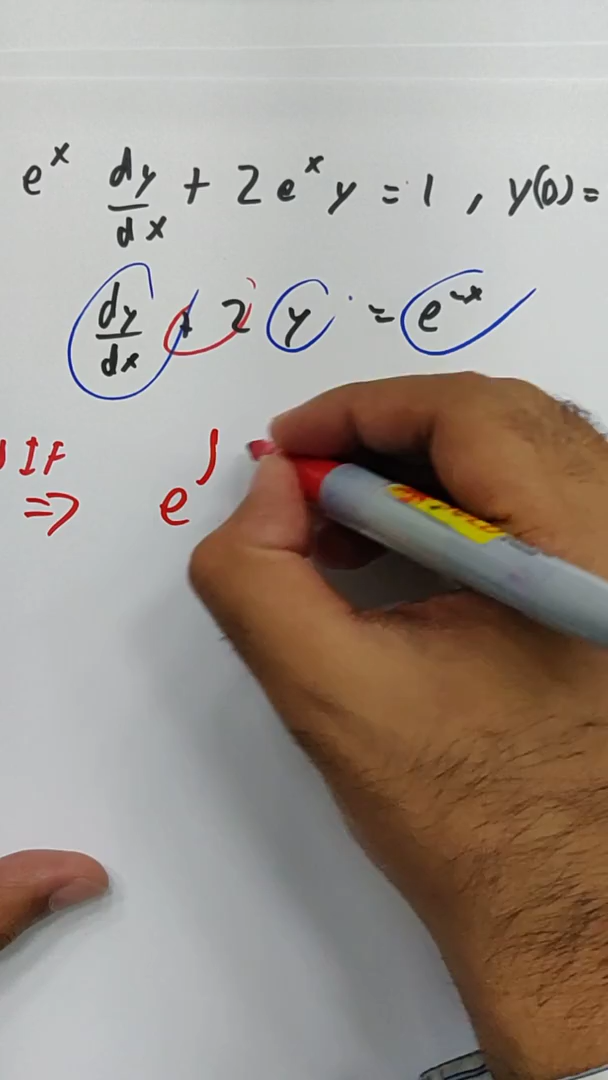 e^x dy/dx + 2e^x y = 1 , y(0) =
dy/dx + 2 y = e^-x
IF
⇒ e^∫